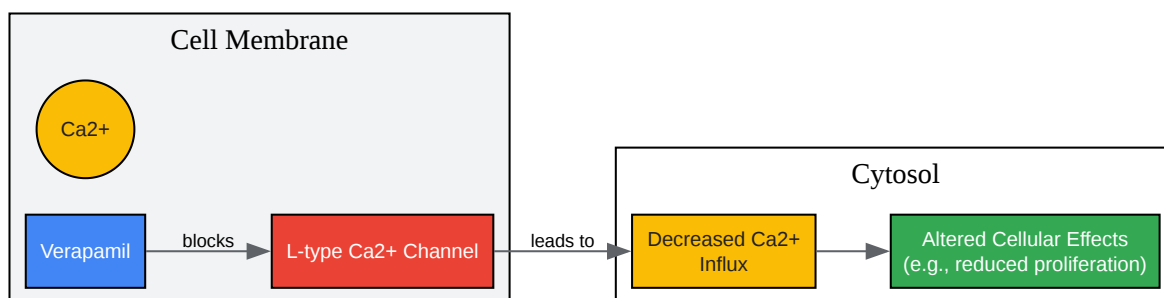 Cell Membrane
Ca2+
Verapamil
blocks
L-type Ca2+ Channel
leads to
Cytosol
Decreased Ca2+
Influx
Altered Cellular Effects
(e.g., reduced proliferation)